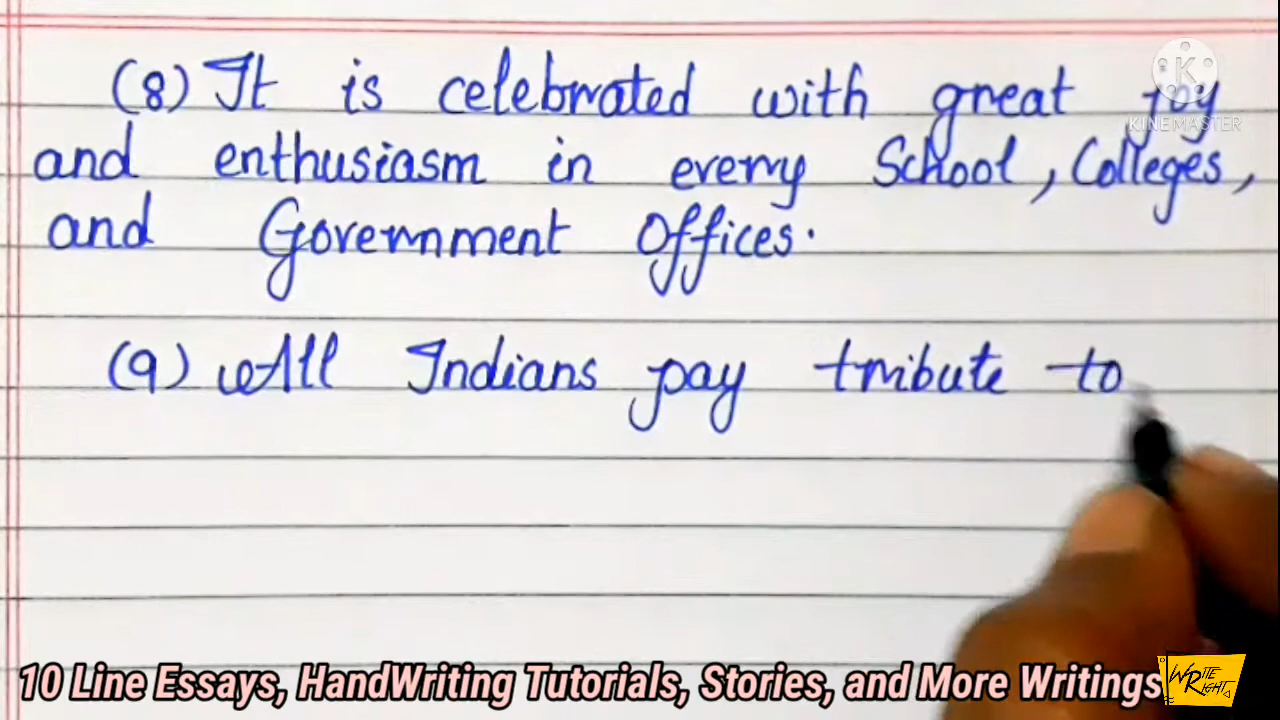 (8) It is celebrated with great joy
and enthusiasm in every School, Colleges,
and Government Offices.
(9) All Indians pay tribute to
10 Line Essays, HandWriting Tutorials, Stories, and More Writings
WRITE
RIGHT
K
KINEMASTER